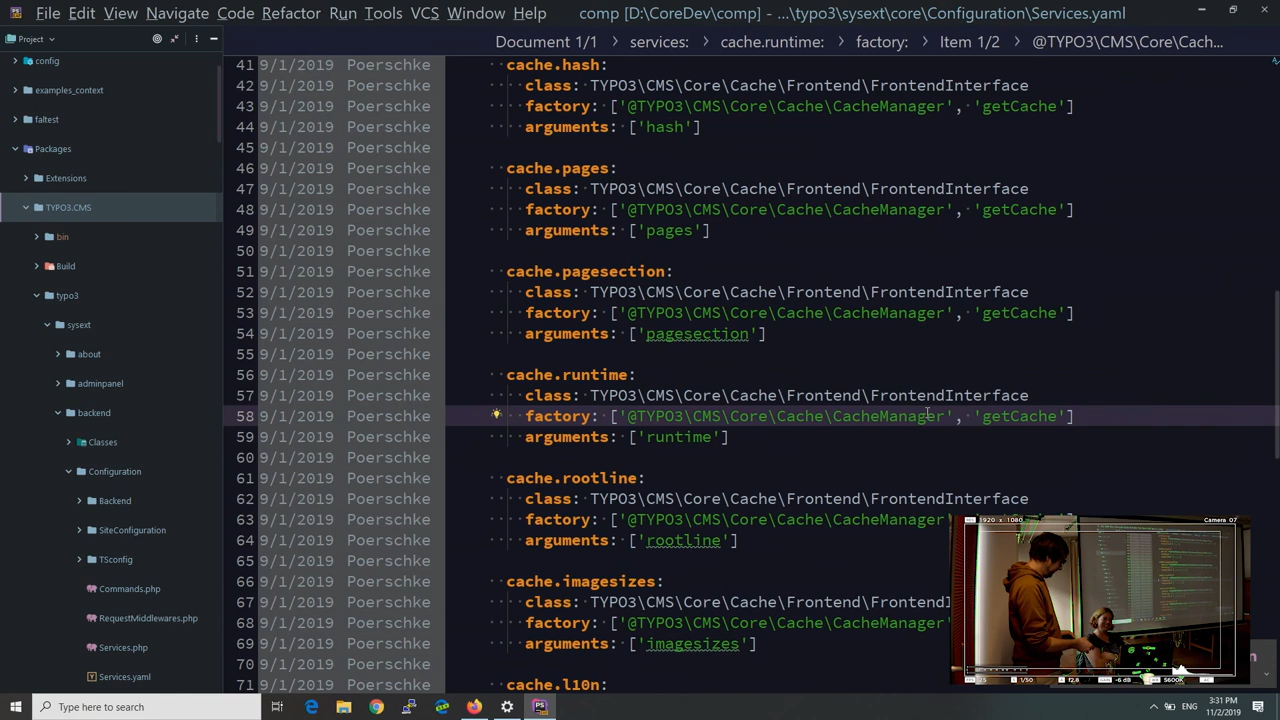 File Edit View Navigate Code Refactor Run Tools VCS Window Help comp [D:\CoreDev\comp] - ...\typo3\sysext\core\Configuration\Services.yaml
Project
Document 1/1 › services: › cache.runtime: › factory: › Item 1/2 › @TYPO3\CMS\Core\Cach...
config
examples_context
faltest
Packages
Extensions
TYPO3.CMS
bin
Build
typo3
sysext
about
adminpanel
backend
Classes
Configuration
Backend
SiteConfiguration
TSconfig
Commands.php
RequestMiddlewares.php
Services.php
Services.yaml
41 9/1/2019 Poerschke cache.hash:
42 9/1/2019 Poerschke class: TYPO3\CMS\Core\Cache\Frontend\FrontendInterface
43 9/1/2019 Poerschke factory: ['@TYPO3\CMS\Core\Cache\CacheManager', 'getCache']
44 9/1/2019 Poerschke arguments: ['hash']
45 9/1/2019 Poerschke
46 9/1/2019 Poerschke cache.pages:
47 9/1/2019 Poerschke class: TYPO3\CMS\Core\Cache\Frontend\FrontendInterface
48 9/1/2019 Poerschke factory: ['@TYPO3\CMS\Core\Cache\CacheManager', 'getCache']
49 9/1/2019 Poerschke arguments: ['pages']
50 9/1/2019 Poerschke
51 9/1/2019 Poerschke cache.pagesection:
52 9/1/2019 Poerschke class: TYPO3\CMS\Core\Cache\Frontend\FrontendInterface
53 9/1/2019 Poerschke factory: ['@TYPO3\CMS\Core\Cache\CacheManager', 'getCache']
54 9/1/2019 Poerschke arguments: ['pagesection']
55 9/1/2019 Poerschke
56 9/1/2019 Poerschke cache.runtime:
57 9/1/2019 Poerschke class: TYPO3\CMS\Core\Cache\Frontend\FrontendInterface
58 9/1/2019 Poerschke factory: ['@TYPO3\CMS\Core\Cache\CacheManager', 'getCache']
59 9/1/2019 Poerschke arguments: ['runtime']
60 9/1/2019 Poerschke
61 9/1/2019 Poerschke cache.rootline:
62 9/1/2019 Poerschke class: TYPO3\CMS\Core\Cache\Frontend\FrontendInterface
63 9/1/2019 Poerschke factory: ['@TYPO3\CMS\Core\Cache\CacheManager'
64 9/1/2019 Poerschke arguments: ['rootline']
65 9/1/2019 Poerschke
66 9/1/2019 Poerschke cache.imagesizes:
67 9/1/2019 Poerschke class: TYPO3\CMS\Core\Cache\Frontend\FrontendI
68 9/1/2019 Poerschke factory: ['@TYPO3\CMS\Core\Cache\CacheManager'
69 9/1/2019 Poerschke arguments: ['imagesizes']
70 9/1/2019 Poerschke
71 9/1/2019 Poerschke cache.l10n:
1920 x 1080 Camera 07
1/50 f2.8 -6 dB 5600K
Type here to search
ENG 3:31 PM
11/2/2019